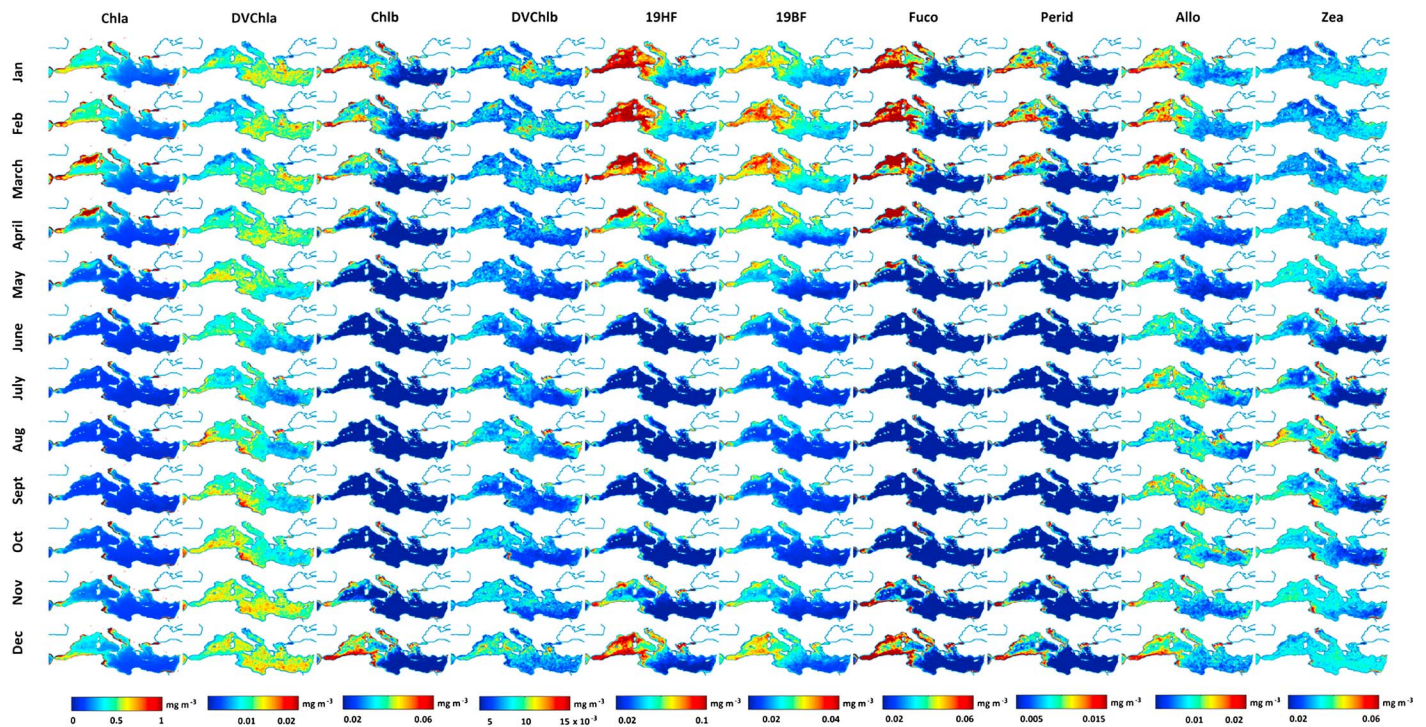 Chla DVChla Chlb DVChlb 19HF 19BF Fuco Perid Allo Zea
Jan
Feb
March
April
May
June
July
Aug
Sept
Oct
Nov
Dec
0 0.5 1 mg m⁻³ 0.01 0.02 mg m⁻³ 0.02 0.06 mg m⁻³ 5 10 15 x 10⁻³ mg m⁻³ 0.02 0.1 mg m⁻³ 0.02 0.04 mg m⁻³ 0.02 0.06 mg m⁻³ 0.005 0.015 mg m⁻³ 0.01 0.02 mg m⁻³ 0.02 0.06 mg m⁻³